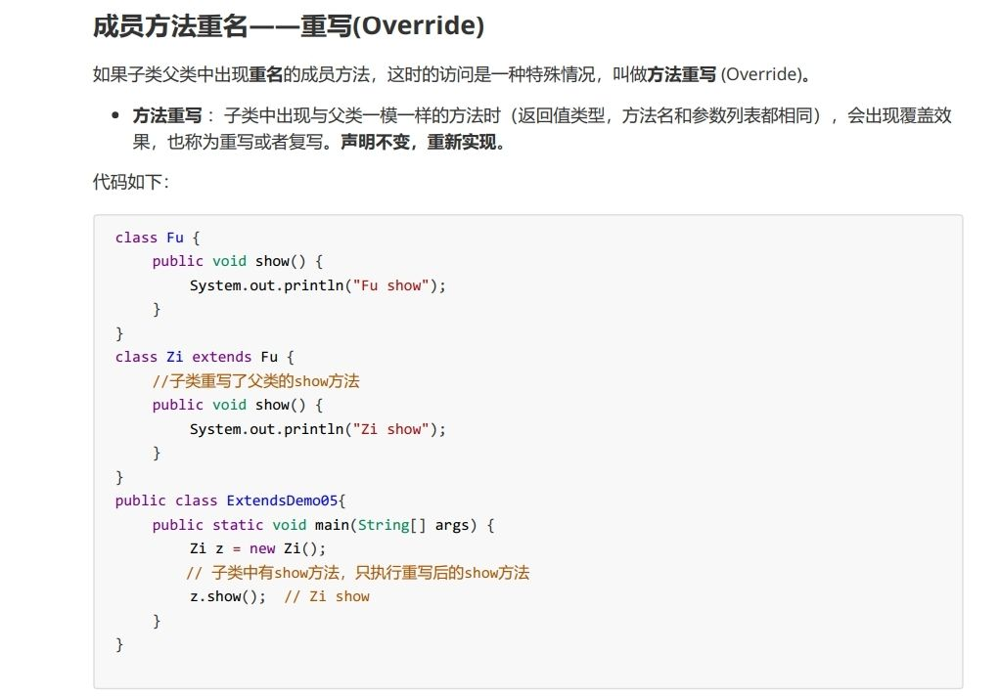 成员方法重名——重写(Override)
如果子类父类中出现重名的成员方法，这时的访问是一种特殊情况，叫做方法重写 (Override)。
• 方法重写 ：子类中出现与父类一模一样的方法时（返回值类型，方法名和参数列表都相同），会出现覆盖效
果，也称为重写或者复写。声明不变，重新实现。
代码如下：
class Fu {
    public void show() {
        System.out.println("Fu show");
    }
}
class Zi extends Fu {
    //子类重写了父类的show方法
    public void show() {
        System.out.println("Zi show");
    }
}
public class ExtendsDemo05{
    public static void main(String[] args) {
        Zi z = new Zi();
        // 子类中有show方法，只执行重写后的show方法
        z.show();  // Zi show
    }
}